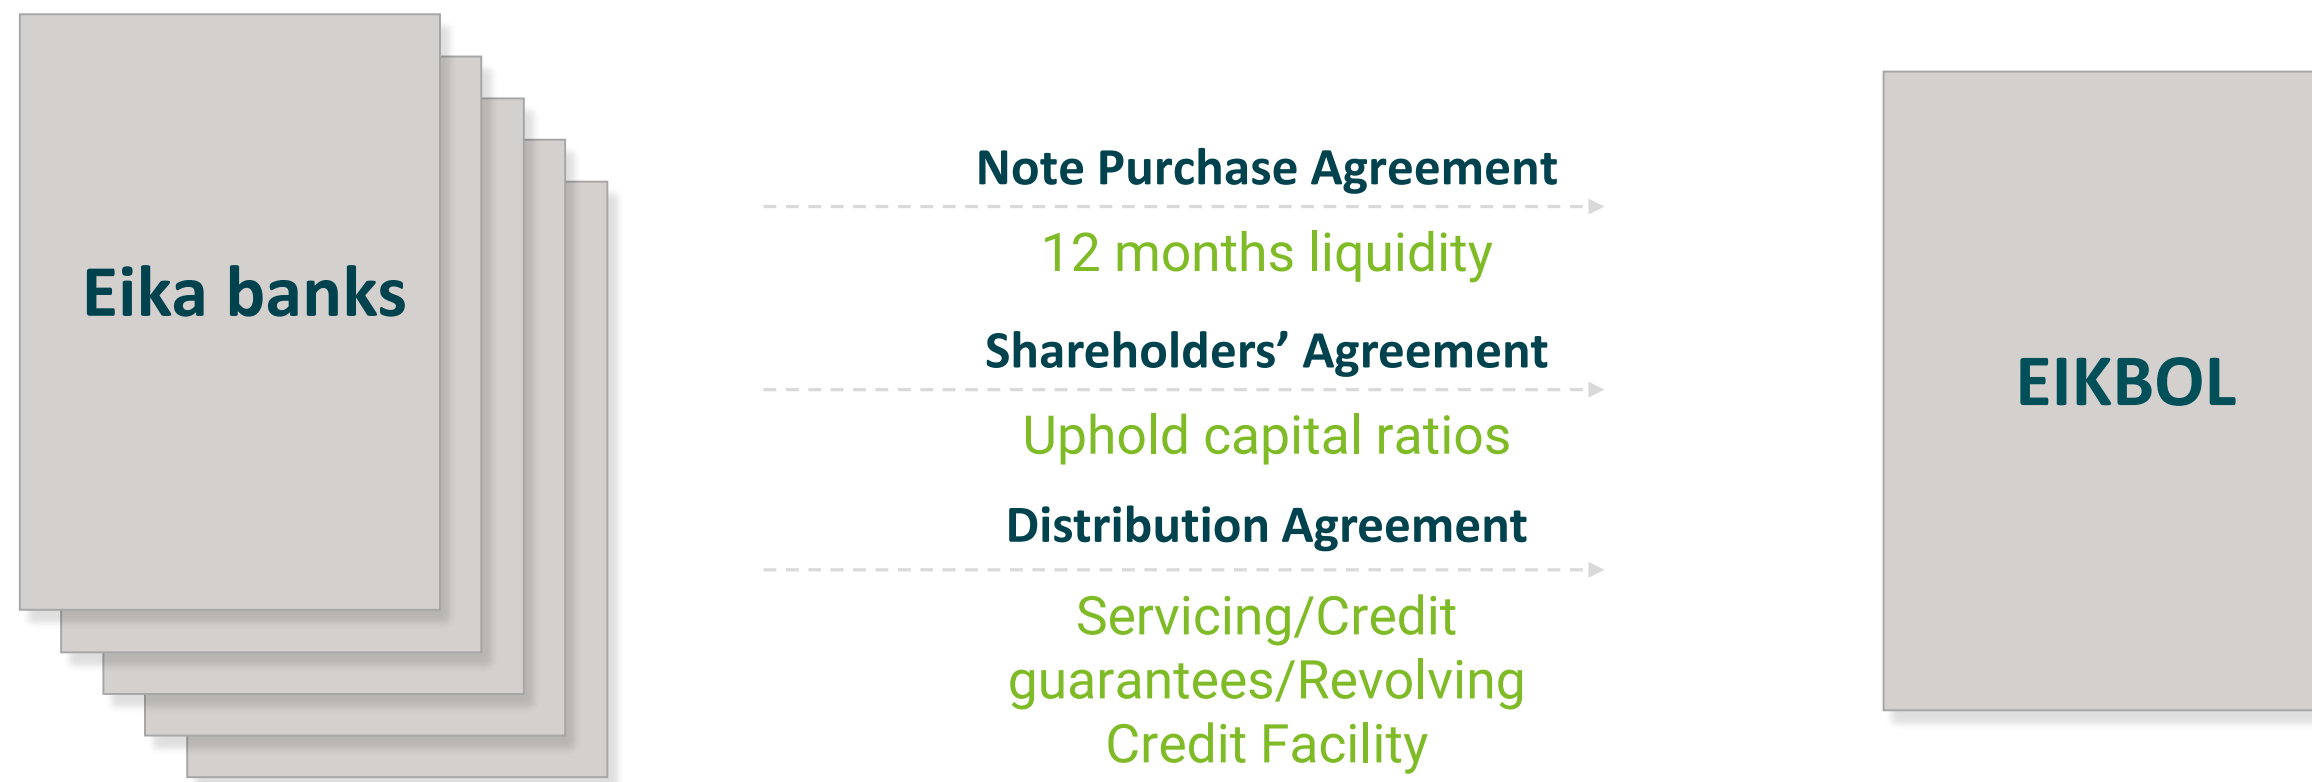 Eika banks
Note Purchase Agreement
12 months liquidity
Shareholders’ Agreement
Uphold capital ratios
Distribution Agreement
Servicing/Credit
guarantees/Revolving
Credit Facility
EIKBOL